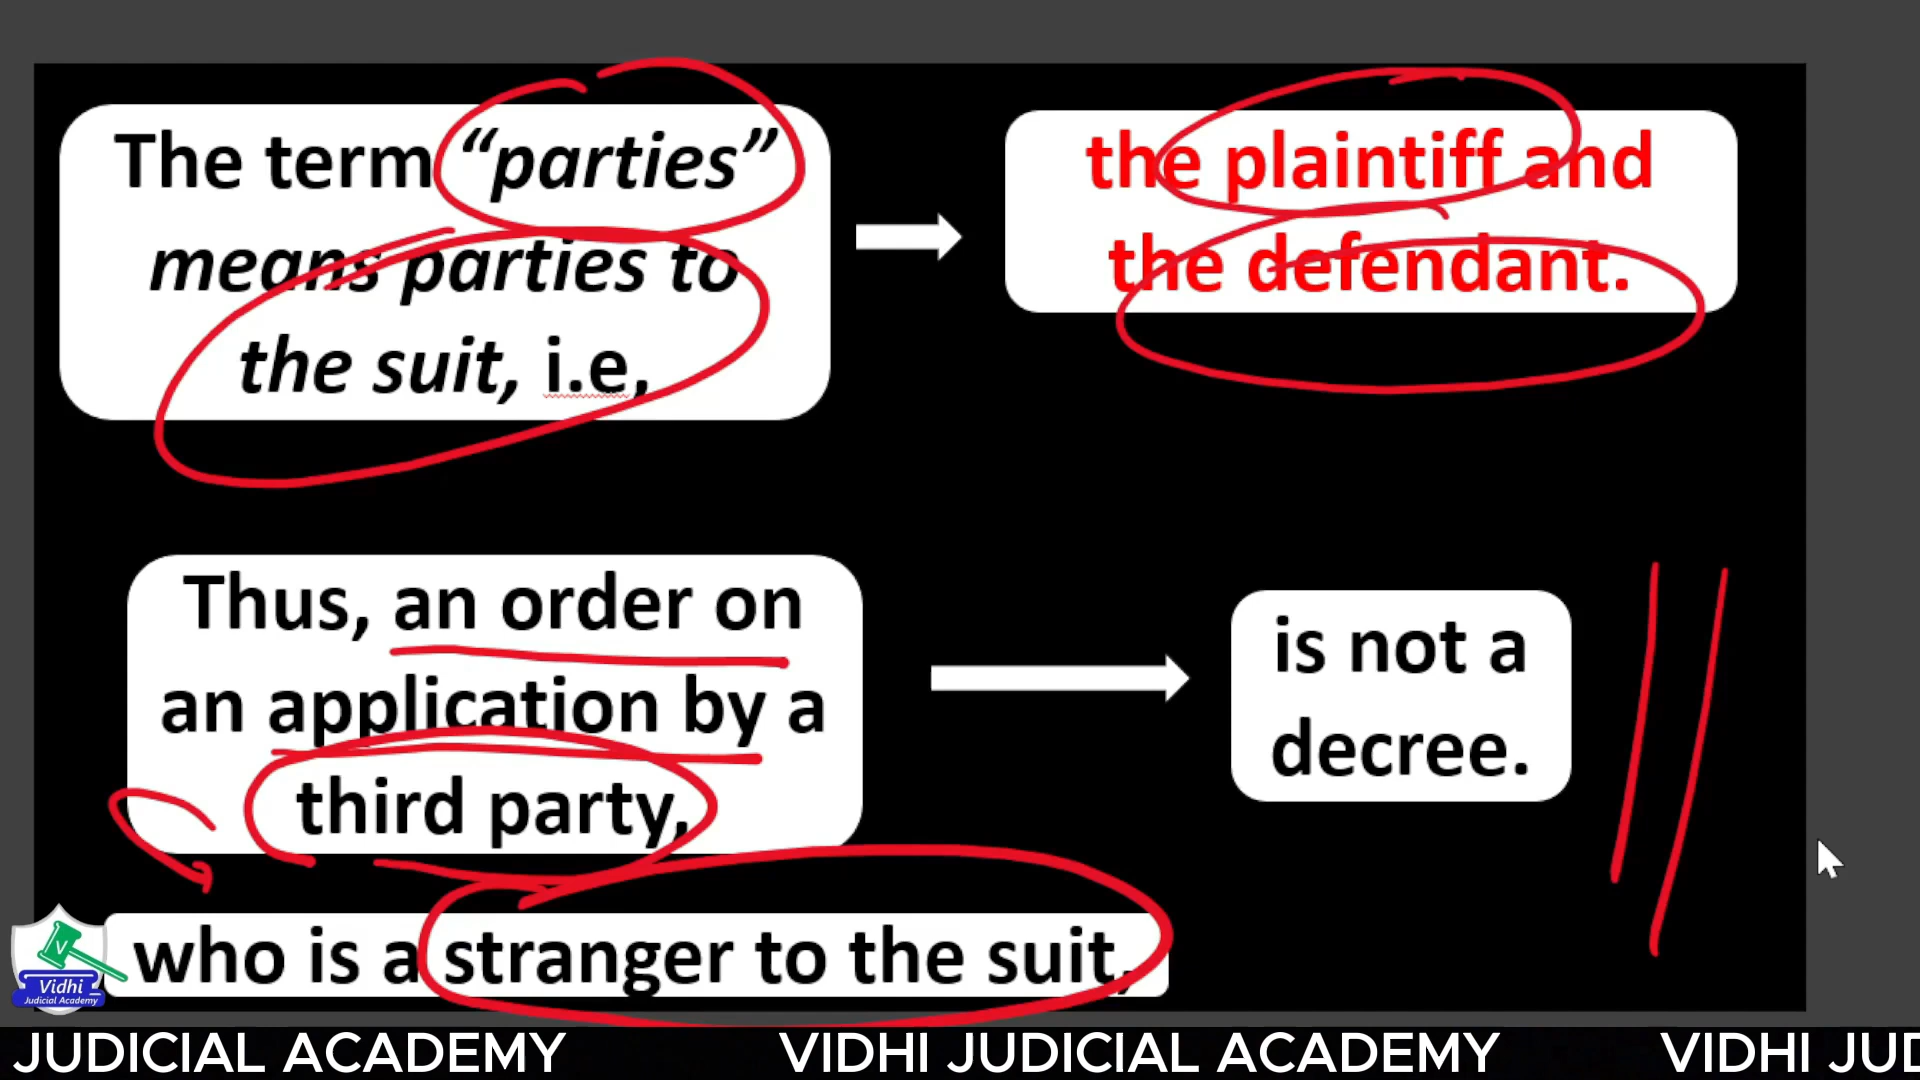 The term “parties”
means parties to
the suit, i.e,
the plaintiff and
the defendant.
Thus, an order on
an application by a
third party,
is not a
decree.
who is a stranger to the suit,
V
Vidhi
Judicial Academy
JUDICIAL ACADEMY VIDHI JUDICIAL ACADEMY VIDHI JUD